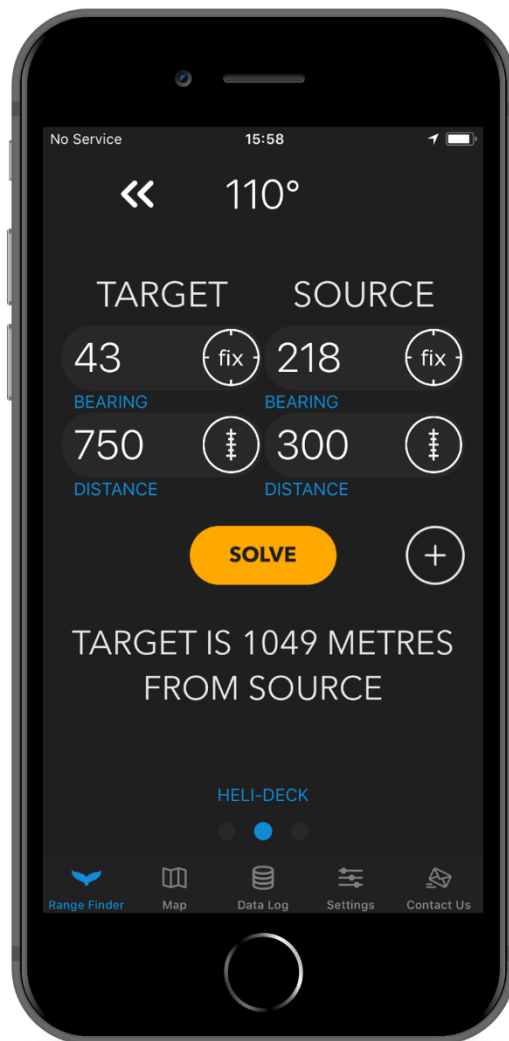 No Service 15:58
110°
TARGET SOURCE
43 fix 218 fix
BEARING BEARING
750 300
DISTANCE DISTANCE
SOLVE +
TARGET IS 1049 METRES
FROM SOURCE
HELI-DECK
Range Finder Map Data Log Settings Contact Us